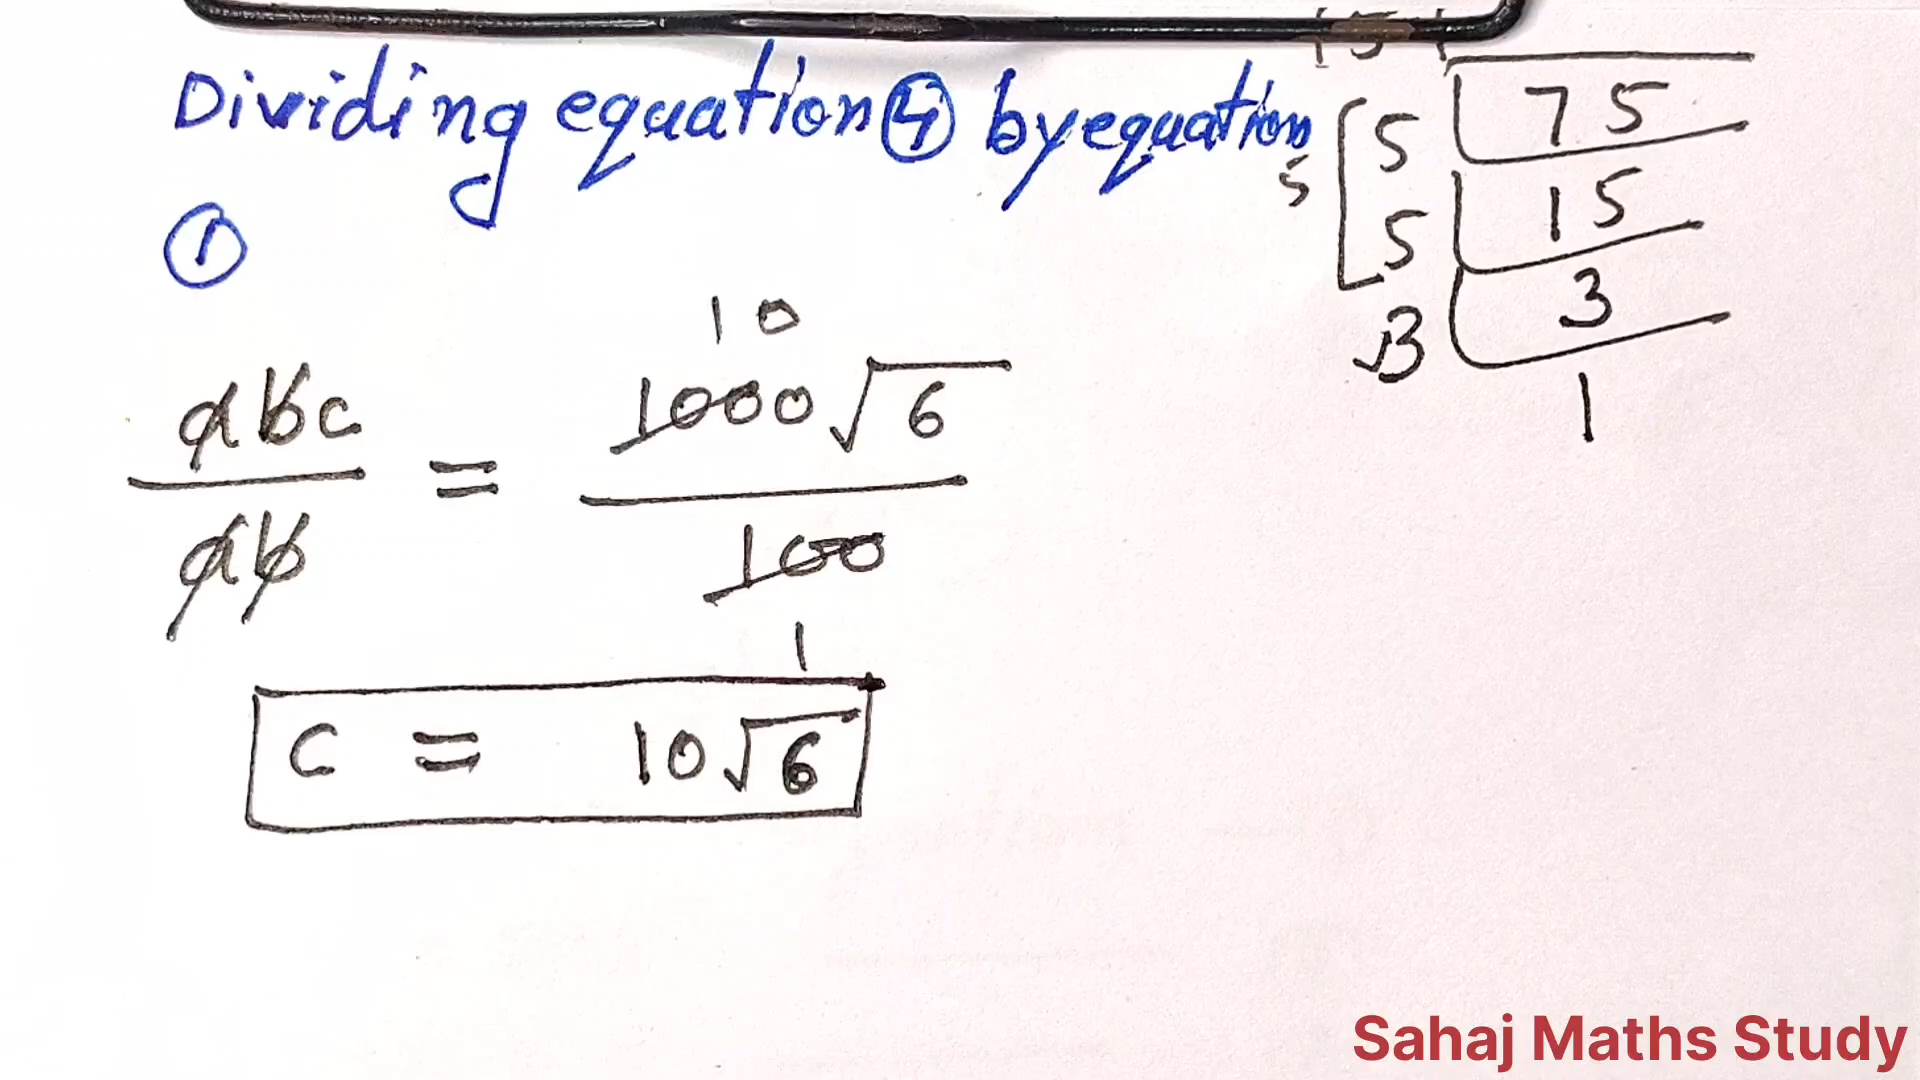 Dividing equation ④ by equation
①
10
abc = 1000√6
ab 100
1
c = 10√6
5 5 75
5 15
3 3
1
Sahaj Maths Study